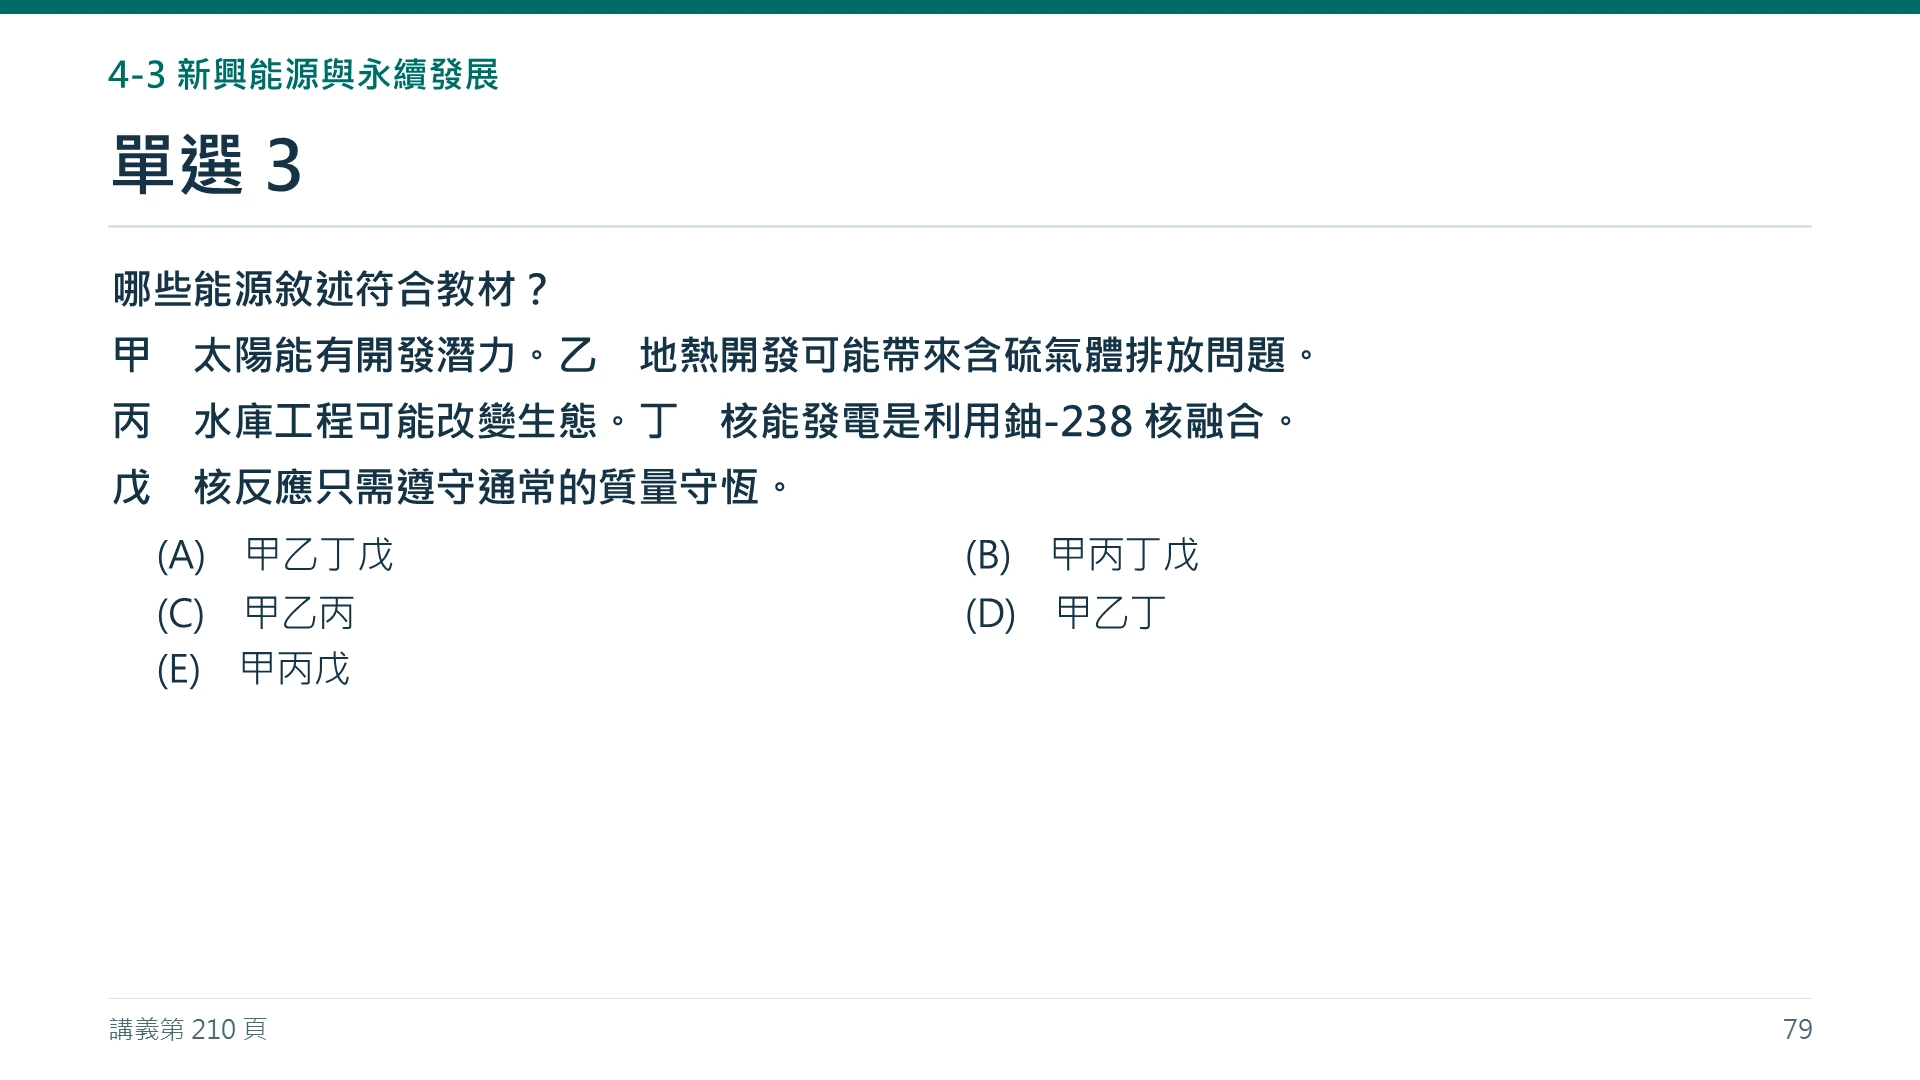 4-3 新興能源與永續發展
單選 3
哪些能源敘述符合教材？
甲　太陽能有開發潛力。乙　地熱開發可能帶來含硫氣體排放問題。
丙　水庫工程可能改變生態。丁　核能發電是利用鈾-238 核融合。
戊　核反應只需遵守通常的質量守恆。
(A)　甲乙丁戊
(B)　甲丙丁戊
(C)　甲乙丙
(D)　甲乙丁
(E)　甲丙戊
講義第 210 頁
79